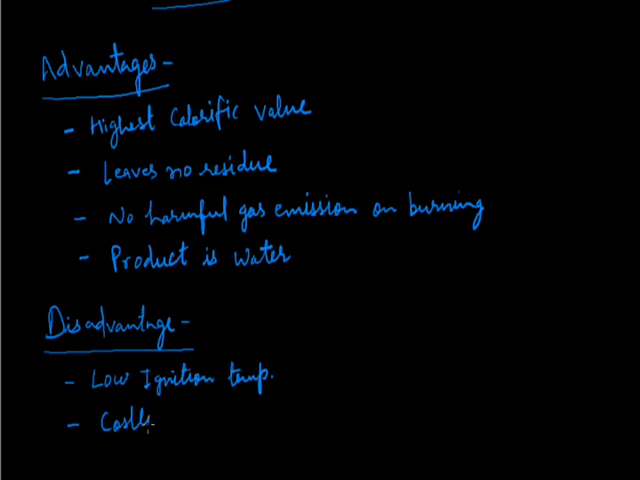 Advantages-
- Highest Calorific value
- Leaves no residue
- No harmful gas emission on burning
- Product is water
Disadvantage-
- Low Ignition temp.
- Costly